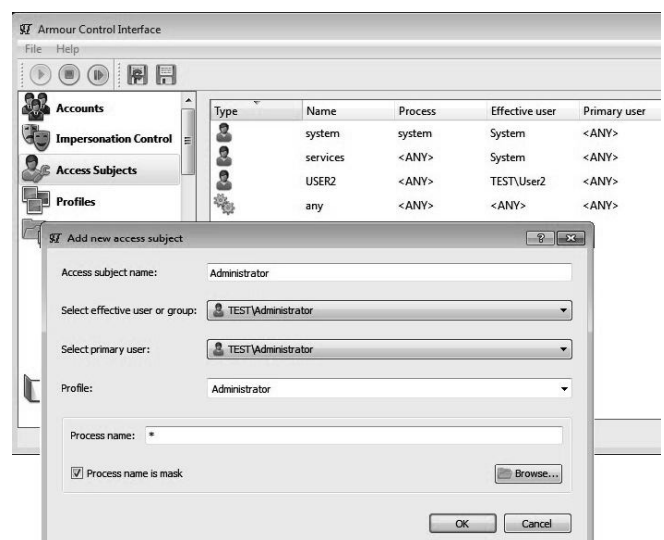 Armour Control Interface
File Help
Accounts
Impersonation Control
Access Subjects
Profiles
Type Name Process Effective user Primary user
system system System <ANY>
services <ANY> System <ANY>
USER2 <ANY> TEST\User2 <ANY>
any <ANY> <ANY> <ANY>
Add new access subject
Access subject name: Administrator
Select effective user or group: TEST\Administrator
Select primary user: TEST\Administrator
Profile: Administrator
Process name: *
Process name is mask
Browse...
OK Cancel